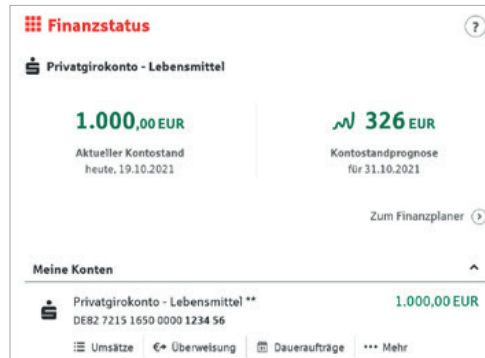 Finanzstatus
?
Privatgirokonto - Lebensmittel
1.000,00 EUR
326 EUR
Aktueller Kontostand
heute, 19.10.2021
Kontostandprognose
für 31.10.2021
Zum Finanzplaner
Meine Konten
Privatgirokonto - Lebensmittel **
1.000,00 EUR
DE82 7215 1650 0000 1234 56
Umsätze
€ Überweisung
Daueraufträge
Mehr